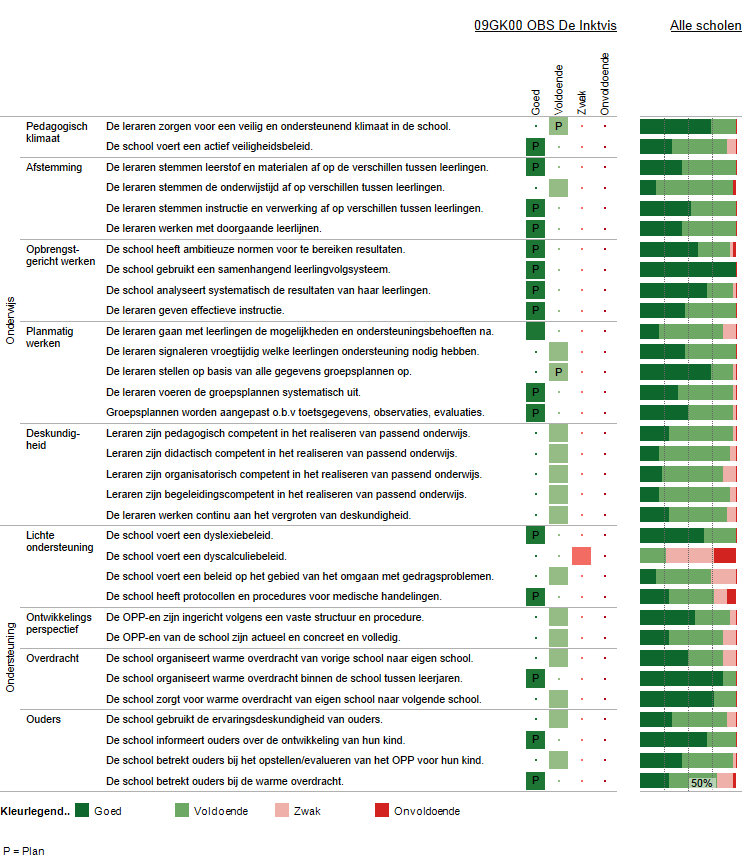 09GK00 OBS De Inktvis Alle scholen
Goed Voldoende Zwak Onvoldoende
Onderwijs
Pedagogisch klimaat
De leraren zorgen voor een veilig en ondersteunend klimaat in de school. P
De school voert een actief veiligheidsbeleid. P
Afstemming
De leraren stemmen leerstof en materialen af op de verschillen tussen leerlingen. P
De leraren stemmen de onderwijstijd af op verschillen tussen leerlingen.
De leraren stemmen instructie en verwerking af op verschillen tussen leerlingen. P
De leraren werken met doorgaande leerlijnen. P
Opbrengst-
gericht werken
De school heeft ambitieuze normen voor te bereiken resultaten. P
De school gebruikt een samenhangend leerlingvolgsysteem. P
De school analyseert systematisch de resultaten van haar leerlingen. P
De leraren geven effectieve instructie. P
Planmatig
werken
De leraren gaan met leerlingen de mogelijkheden en ondersteuningsbehoeften na.
De leraren signaleren vroegtijdig welke leerlingen ondersteuning nodig hebben.
De leraren stellen op basis van alle gegevens groepsplannen op. P
De leraren voeren de groepsplannen systematisch uit. P
Groepsplannen worden aangepast o.b.v toetsgegevens, observaties, evaluaties. P
Deskundig-
heid
Leraren zijn pedagogisch competent in het realiseren van passend onderwijs.
Leraren zijn didactisch competent in het realiseren van passend onderwijs.
Leraren zijn organisatorisch competent in het realiseren van passend onderwijs.
Leraren zijn begeleidingscompetent in het realiseren van passend onderwijs.
De leraren werken continu aan het vergroten van deskundigheid.
Ondersteuning
Lichte
ondersteuning
De school voert een dyslexiebeleid. P
De school voert een dyscalculiebeleid.
De school voert een beleid op het gebied van het omgaan met gedragsproblemen.
De school heeft protocollen en procedures voor medische handelingen. P
Ontwikkelings
perspectief
De OPP-en zijn ingericht volgens een vaste structuur en procedure.
De OPP-en van de school zijn actueel en concreet en volledig.
Overdracht
De school organiseert warme overdracht van vorige school naar eigen school.
De school organiseert warme overdracht binnen de school tussen leerjaren. P
De school zorgt voor warme overdracht van eigen school naar volgende school.
Ouders
De school gebruikt de ervaringsdeskundigheid van ouders.
De school informeert ouders over de ontwikkeling van hun kind. P
De school betrekt ouders bij het opstellen/evalueren van het OPP voor hun kind.
De school betrekt ouders bij de warme overdracht. P
50%
Kleurlegend.. Goed Voldoende Zwak Onvoldoende
P = Plan